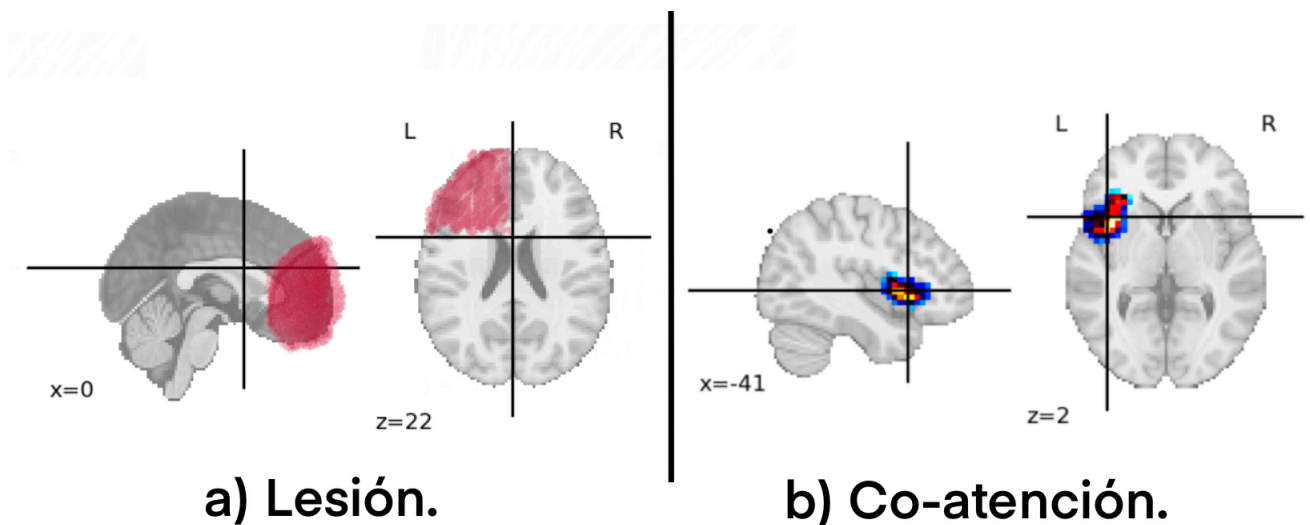 L R
x=0
z=22
a) Lesión.
L R
x=-41
z=2
b) Co-atención.